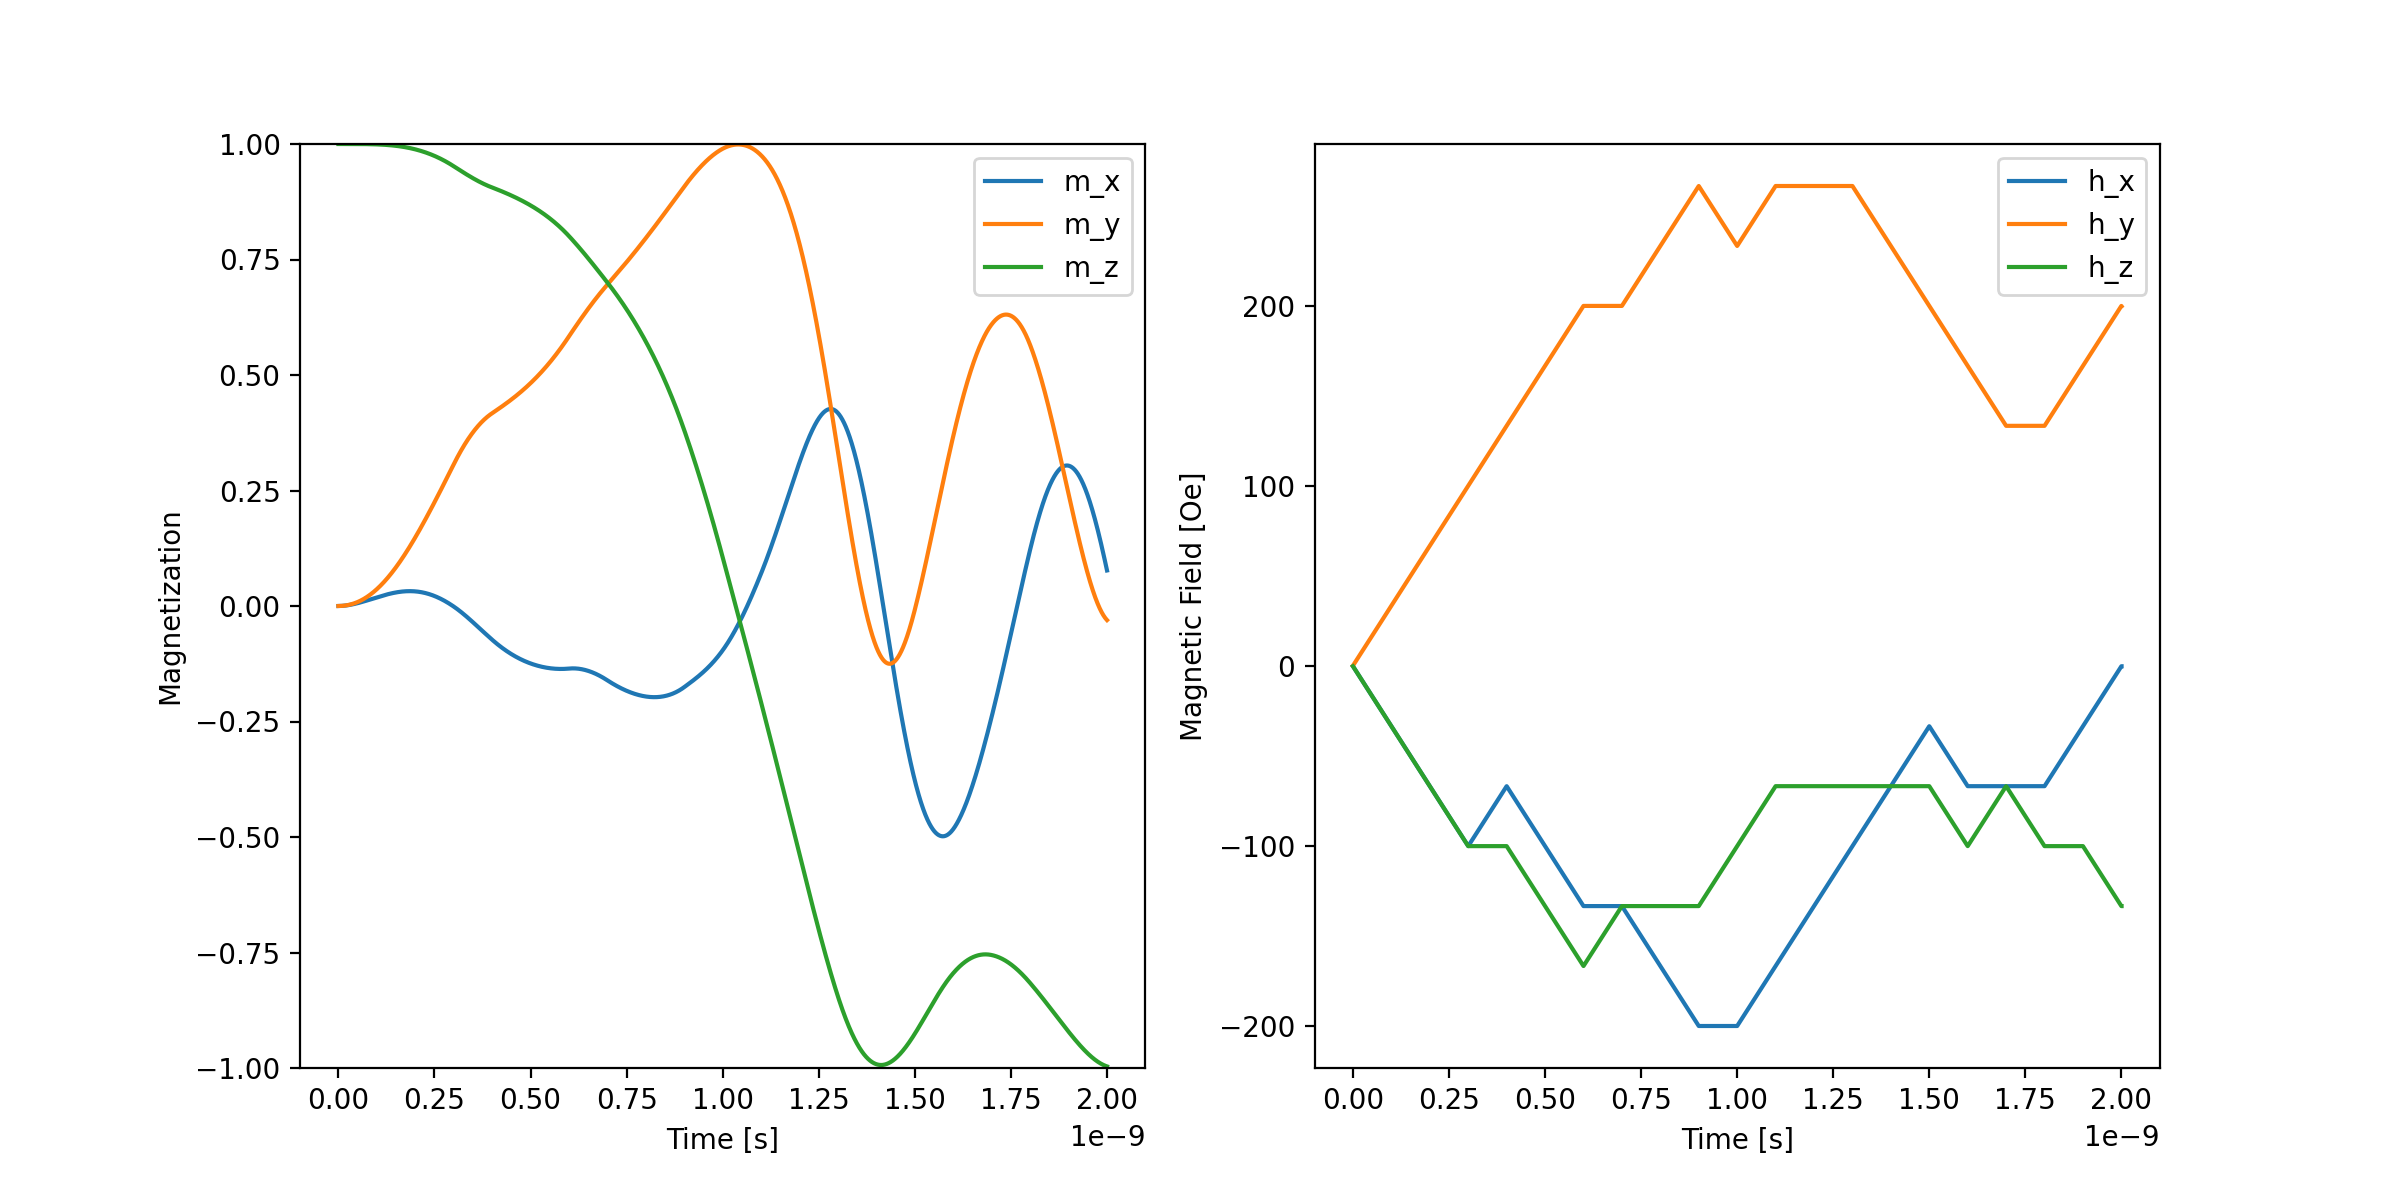 1.00
0.75
0.50
0.25
0.00
−0.25
−0.50
−0.75
−1.00
Magnetization
0.00 0.25 0.50 0.75 1.00 1.25 1.50 1.75 2.00
1e−9
Time [s]
m_x
m_y
m_z
200
100
0
−100
−200
Magnetic Field [Oe]
0.00 0.25 0.50 0.75 1.00 1.25 1.50 1.75 2.00
1e−9
Time [s]
h_x
h_y
h_z